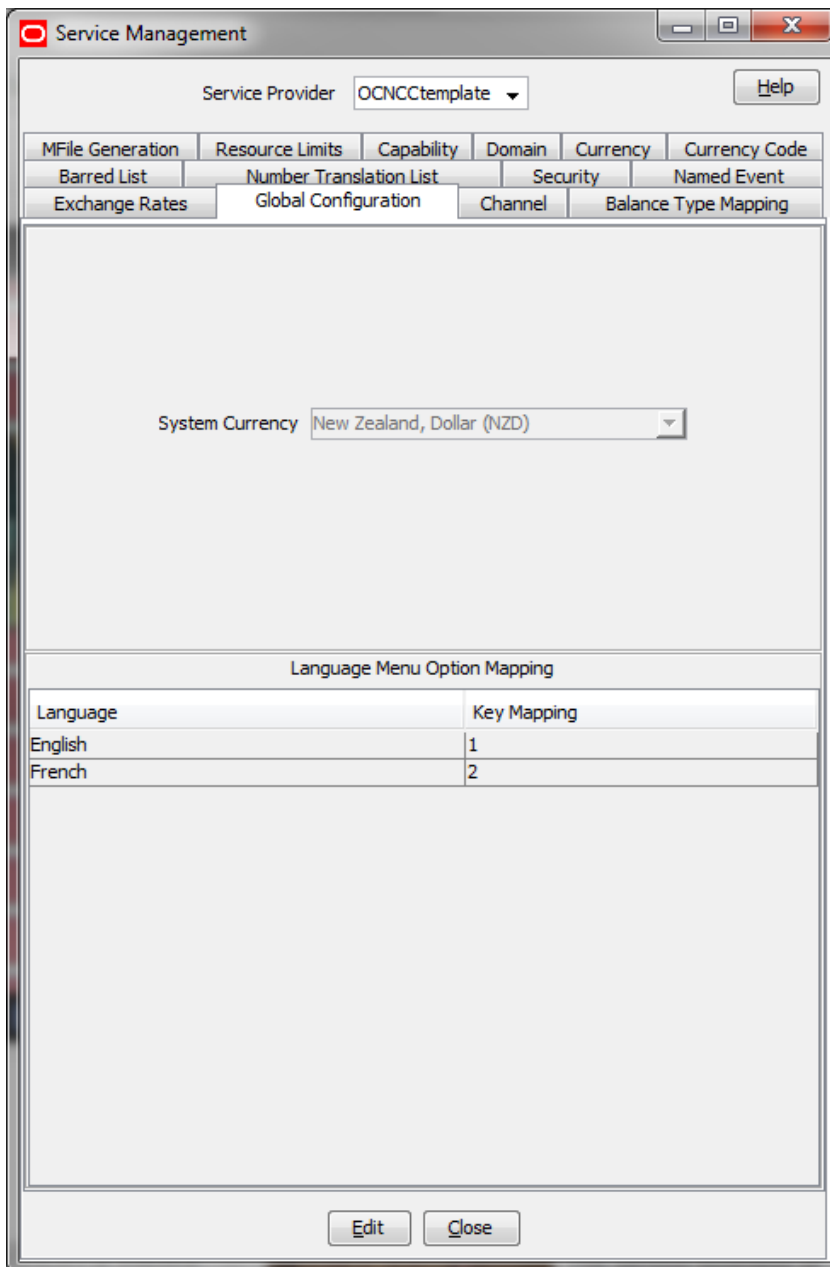 Service Management
Service Provider OCNCCtemplate Help
MFile Generation Resource Limits Capability Domain Currency Currency Code
Barred List Number Translation List Security Named Event
Exchange Rates Global Configuration Channel Balance Type Mapping
System Currency New Zealand, Dollar (NZD)
Language Menu Option Mapping
Language Key Mapping
English 1
French 2
Edit Close